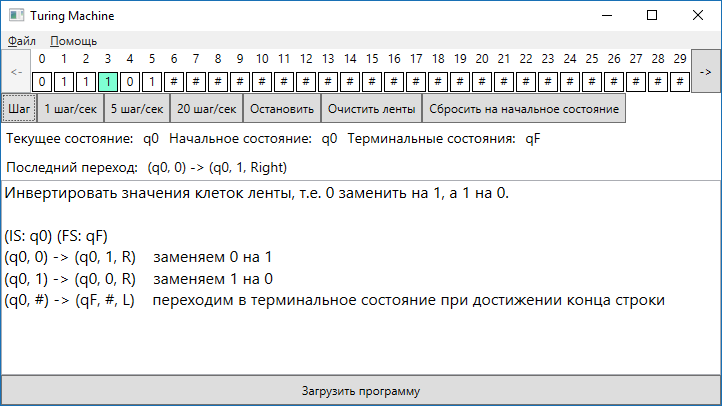 Turing Machine
Файл Помощь
0 1 2 3 4 5 6 7 8 9 10 11 12 13 14 15 16 17 18 19 20 21 22 23 24 25 26 27 28 29
<- 0 1 1 1 0 1 # # # # # # # # # # # # # # # # # # # # # # # # ->
Шаг 1 шаг/сек 5 шаг/сек 20 шаг/сек Остановить Очистить ленты Сбросить на начальное состояние
Текущее состояние: q0 Начальное состояние: q0 Терминальные состояния: qF
Последний переход: (q0, 0) -> (q0, 1, Right)
Инвертировать значения клеток ленты, т.е. 0 заменить на 1, а 1 на 0.
(IS: q0) (FS: qF)
(q0, 0) -> (q0, 1, R) заменяем 0 на 1
(q0, 1) -> (q0, 0, R) заменяем 1 на 0
(q0, #) -> (qF, #, L) переходим в терминальное состояние при достижении конца строки
Загрузить программу